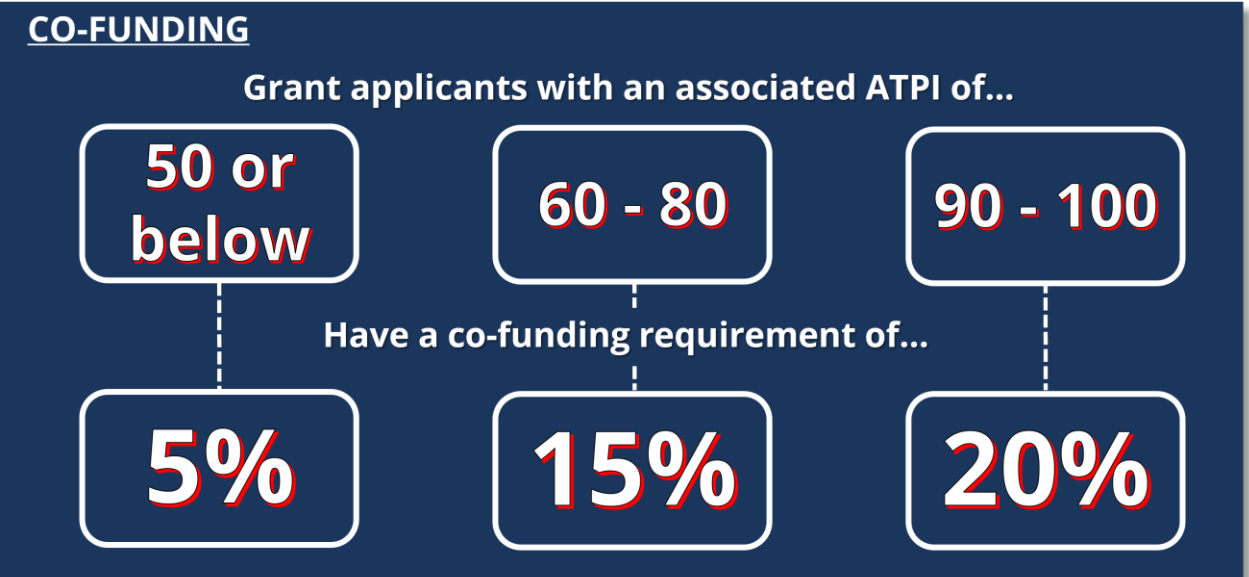 CO-FUNDING
Grant applicants with an associated ATPI of...
50 or
below
60 - 80
90 - 100
Have a co-funding requirement of...
5%
15%
20%